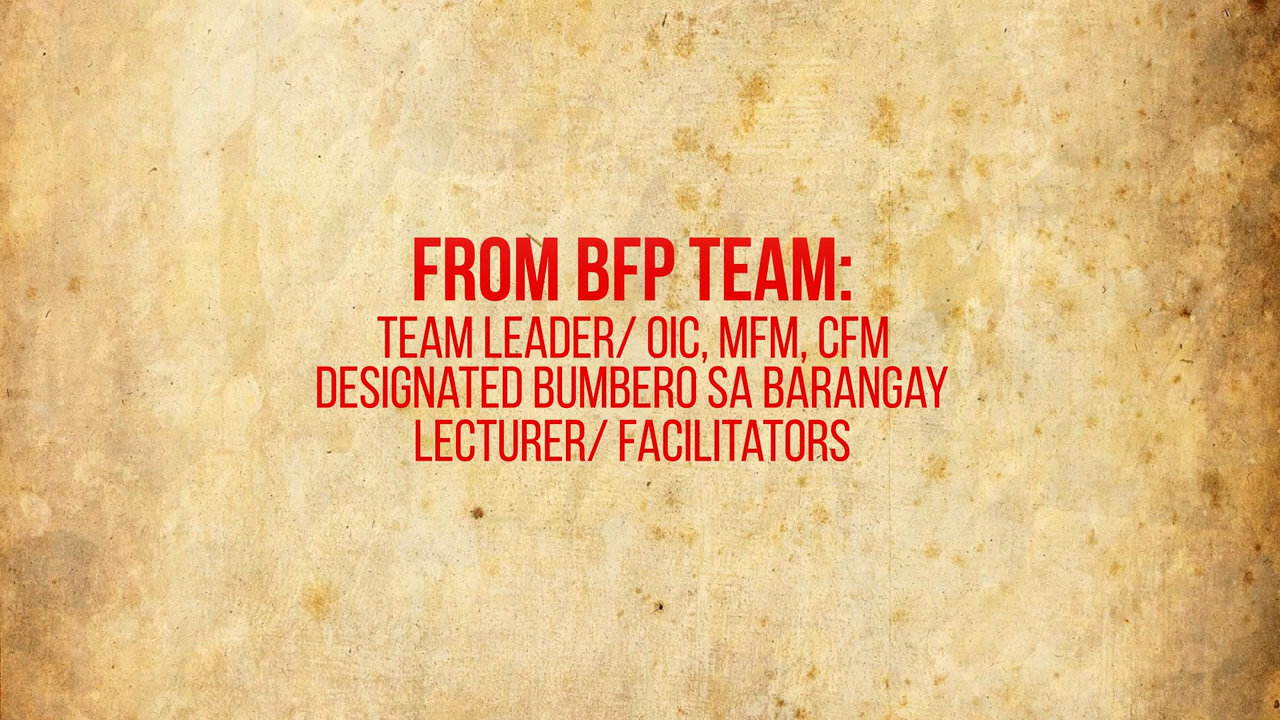 FROM BFP TEAM:
TEAM LEADER/ OIC, MFM, CFM
DESIGNATED BUMBERO SA BARANGAY
LECTURER/ FACILITATORS